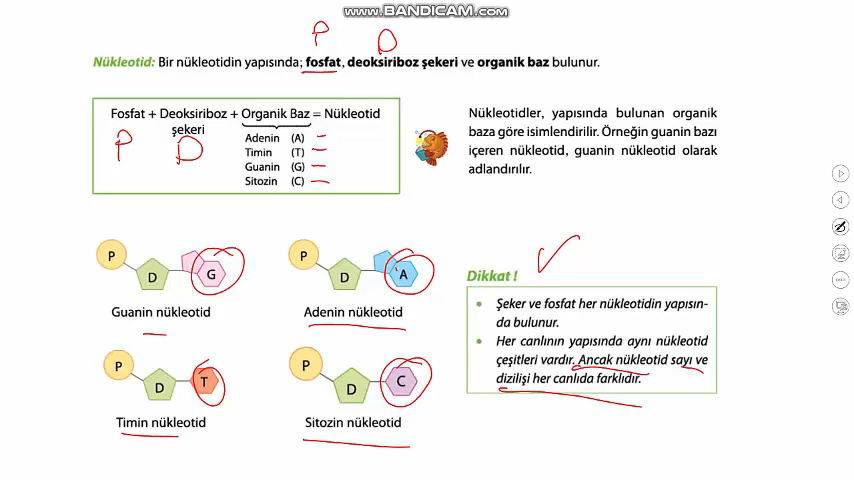 www.BANDICAM.com
P D
Nükleotid: Bir nükleotidin yapısında; fosfat, deoksiriboz şekeri ve organik baz bulunur.
Fosfat + Deoksiriboz + Organik Baz = Nükleotid
şekeri
P D
Adenin (A)
Timin (T)
Guanin (G)
Sitozin (C)
Nükleotidler, yapısında bulunan organik
baza göre isimlendirilir. Örneğin guanin bazı
içeren nükleotid, guanin nükleotid olarak
adlandırılır.
P D G
Guanin nükleotid
P D A
Adenin nükleotid
P D T
Timin nükleotid
P D C
Sitozin nükleotid
Dikkat !
• Şeker ve fosfat her nükleotidin yapısın-
da bulunur.
• Her canlının yapısında aynı nükleotid
çeşitleri vardır. Ancak nükleotid sayı ve
dizilişi her canlıda farklıdır.